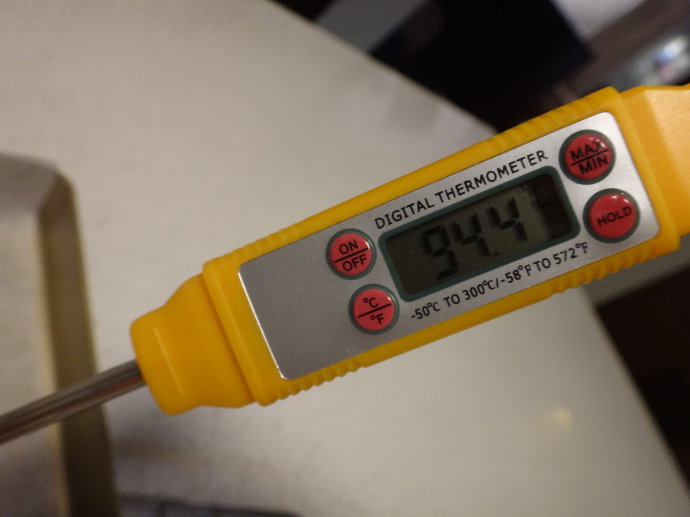 DIGITAL THERMOMETER
ON
OFF
94.4
MAX
MIN
HOLD
°C
°F
-50°C TO 300°C/-58°F TO 572°F